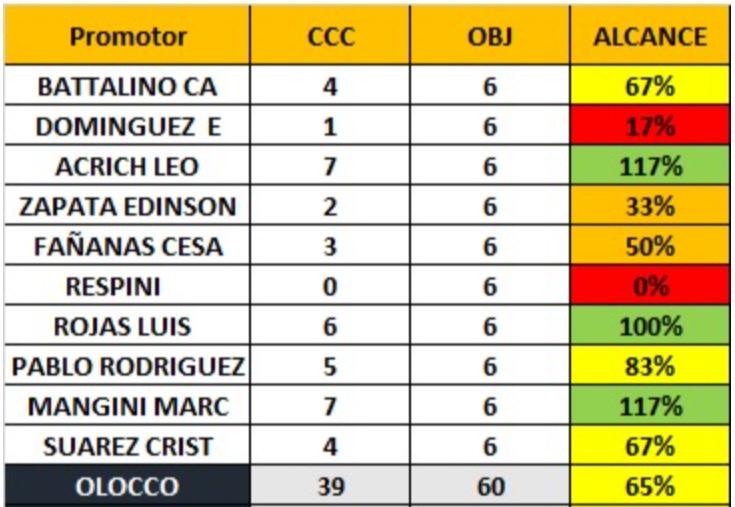 Promotor CCC OBJ ALCANCE
BATTALINO CA 4 6 67%
DOMINGUEZ E 1 6 17%
ACRICH LEO 7 6 117%
ZAPATA EDINSON 2 6 33%
FAÑANAS CESA 3 6 50%
RESPINI 0 6 0%
ROJAS LUIS 6 6 100%
PABLO RODRIGUEZ 5 6 83%
MANGINI MARC 7 6 117%
SUAREZ CRIST 4 6 67%
OLOCCO 39 60 65%